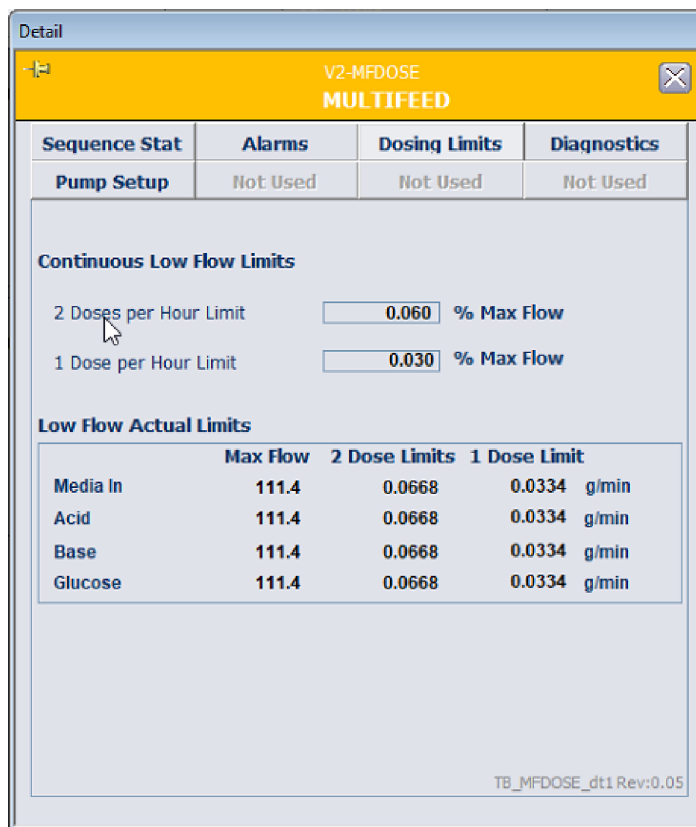 Detail
V2-MFDOSE
MULTIFEED
Sequence Stat Alarms Dosing Limits Diagnostics
Pump Setup Not Used Not Used Not Used
Continuous Low Flow Limits
2 Doses per Hour Limit 0.060 % Max Flow
1 Dose per Hour Limit 0.030 % Max Flow
Low Flow Actual Limits
Max Flow 2 Dose Limits 1 Dose Limit
Media In 111.4 0.0668 0.0334 g/min
Acid 111.4 0.0668 0.0334 g/min
Base 111.4 0.0668 0.0334 g/min
Glucose 111.4 0.0668 0.0334 g/min
TB_MFDOSE_dt1 Rev:0.05